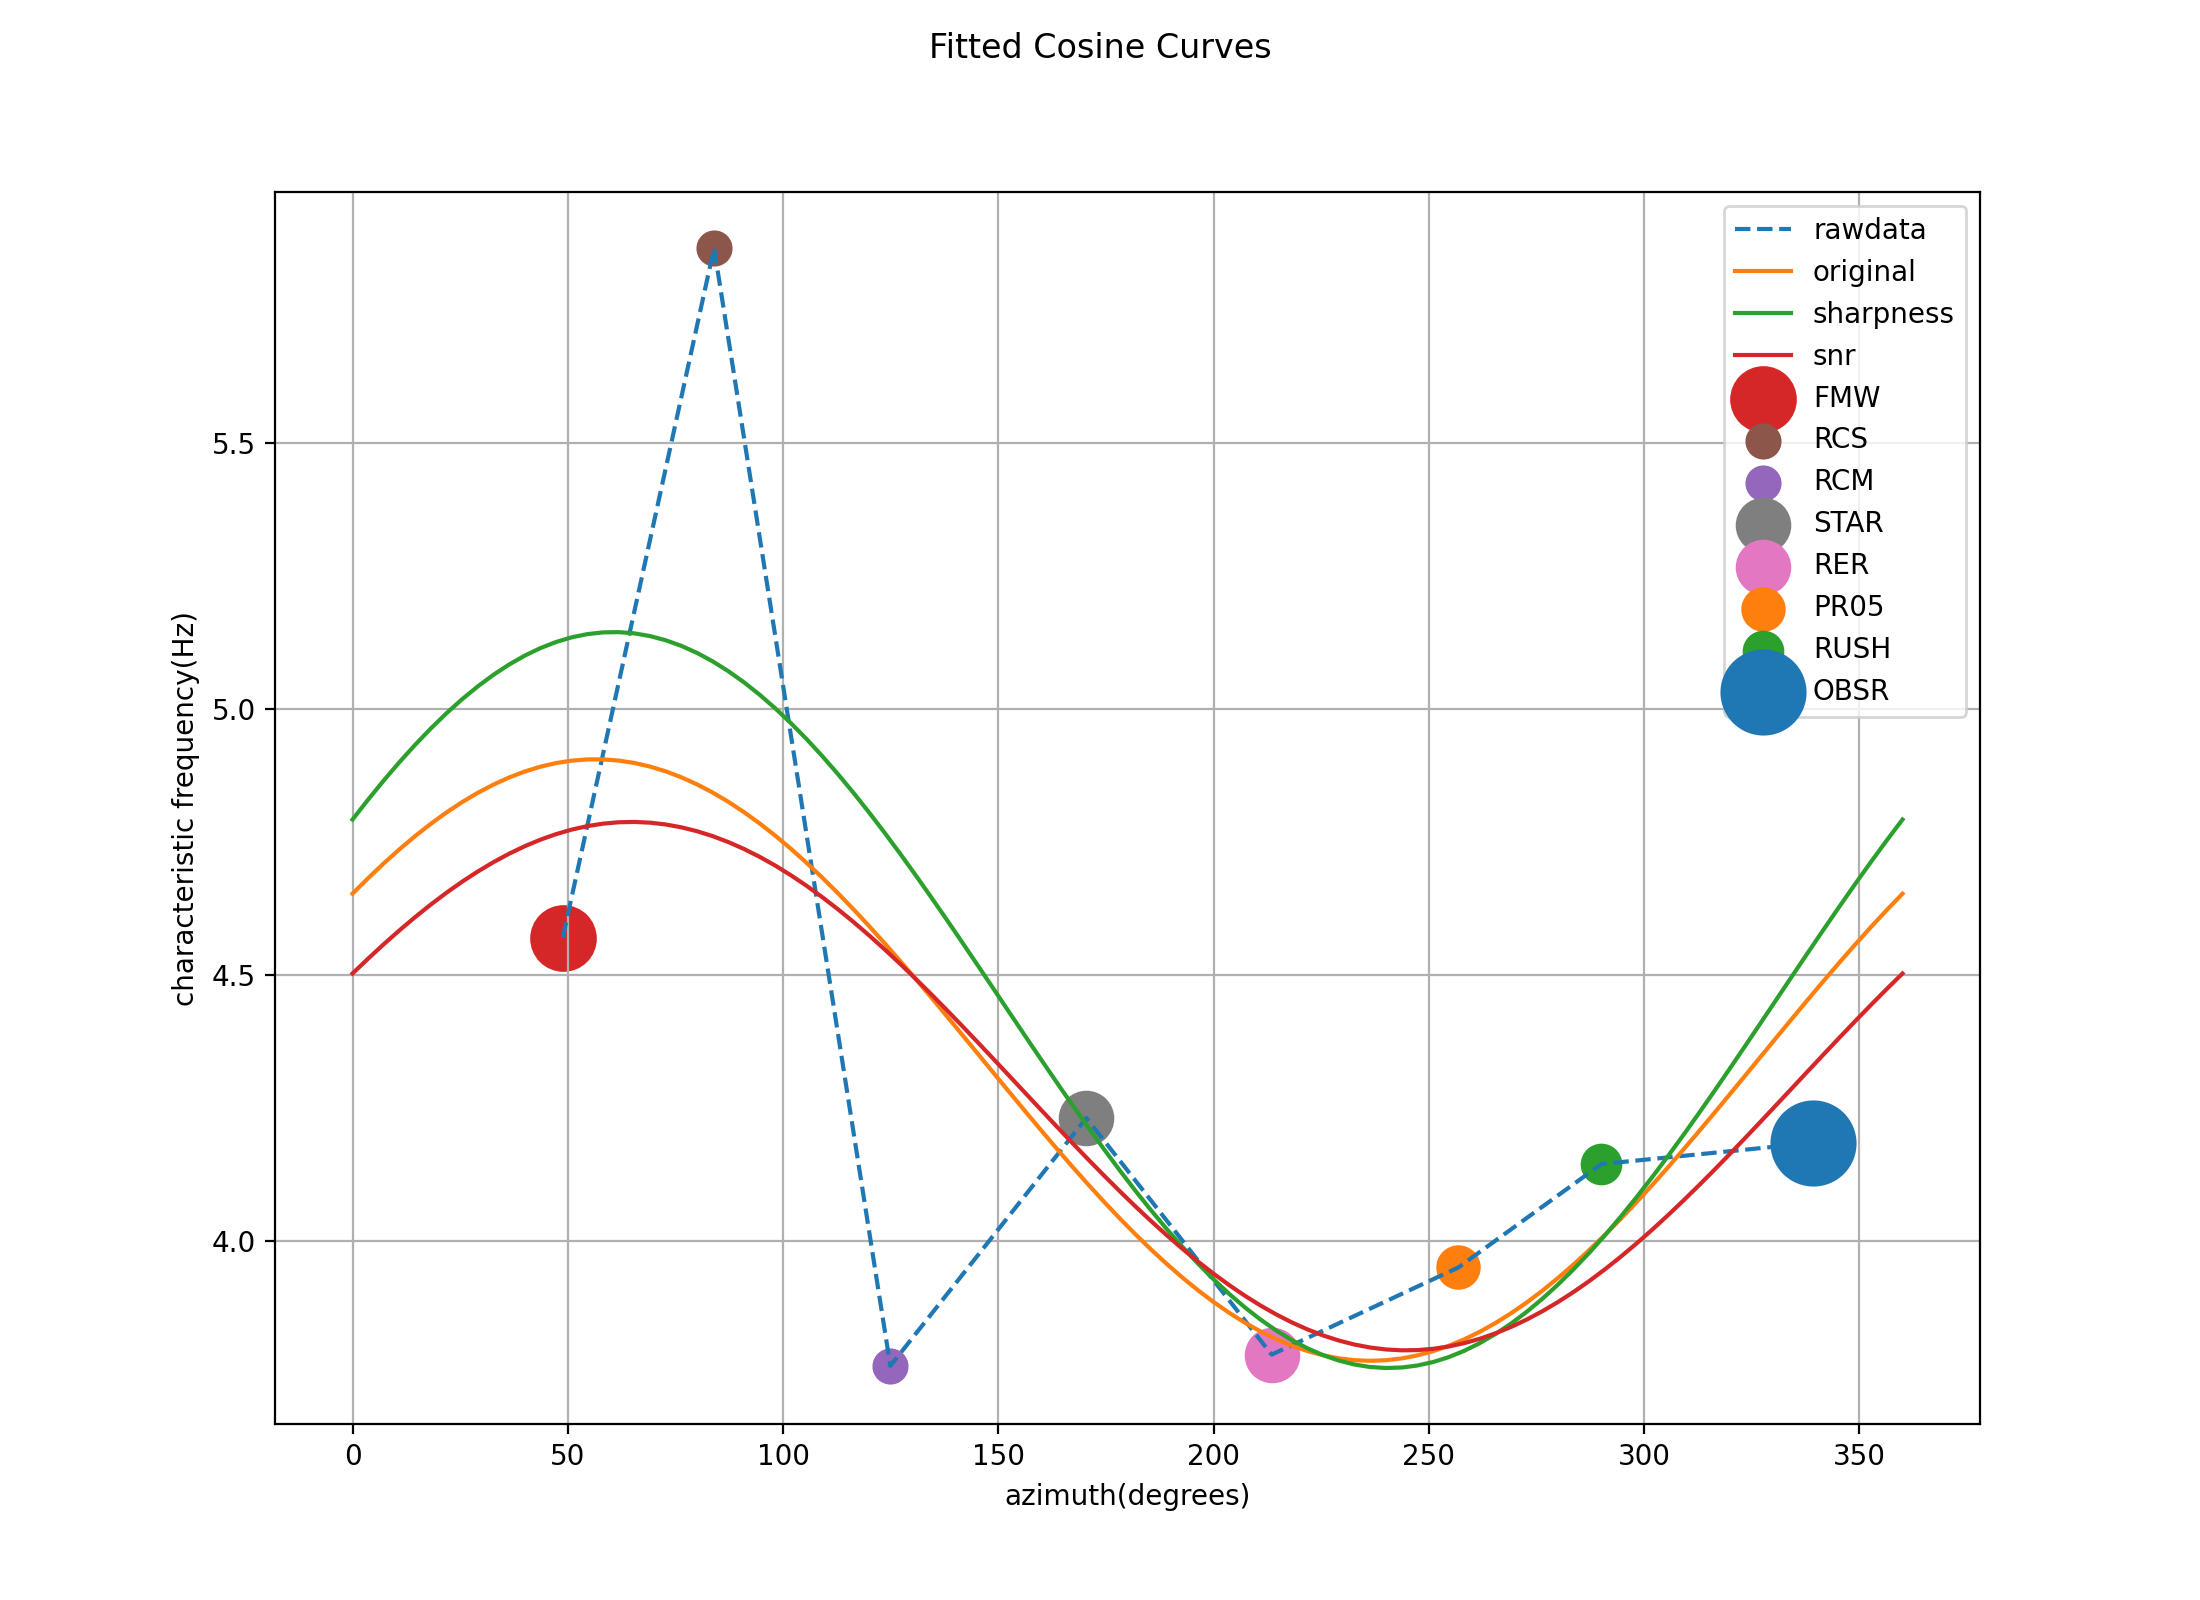 Fitted Cosine Curves
rawdata
original
sharpness
snr
FMW
RCS
RCM
STAR
RER
PR05
RUSH
OBSR
characteristic frequency(Hz)
5.5
5.0
4.5
4.0
0 50 100 150 200 250 300 350
azimuth(degrees)